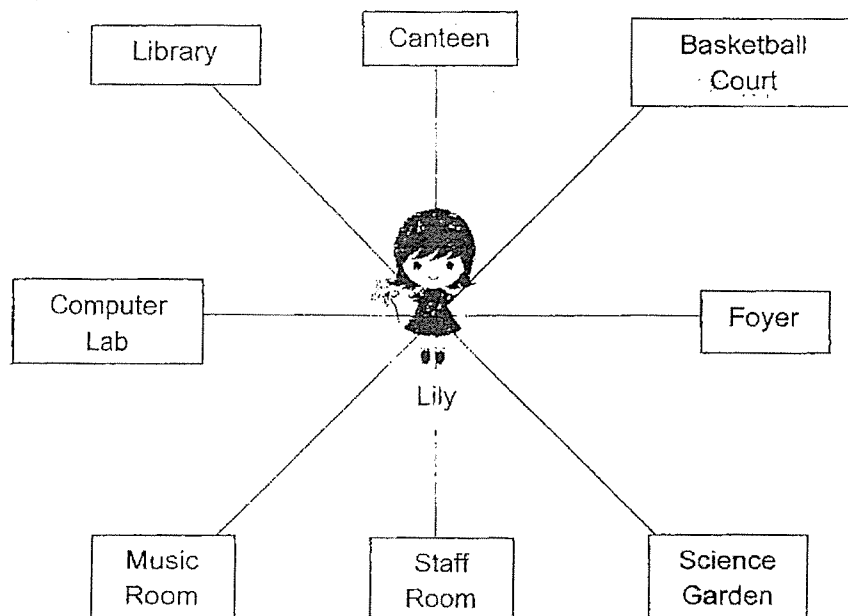 Library
Canteen
Basketball
Court
Computer
Lab
Foyer
Lily
Music
Room
Staff
Room
Science
Garden